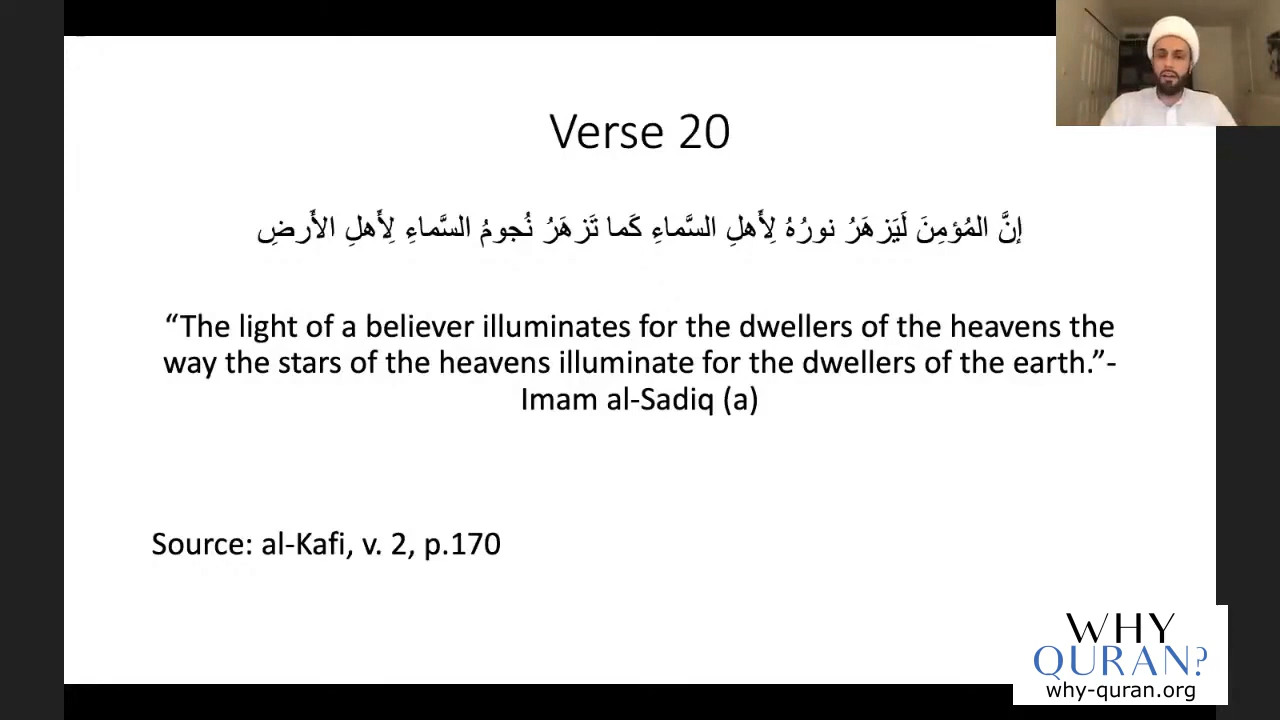 Verse 20
إنَّ المُؤمِنَ لَيَزهَرُ نورُهُ لِأَهلِ السَّماءِ كَما تَزهَرُ نُجومُ السَّماءِ لِأَهلِ الأَرضِ
“The light of a believer illuminates for the dwellers of the heavens the
way the stars of the heavens illuminate for the dwellers of the earth.”-
Imam al-Sadiq (a)
Source: al-Kafi, v. 2, p.170
WHY
QURAN?
why-quran.org